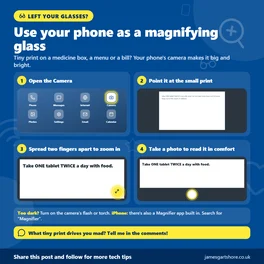 LEFT YOUR GLASSES?
Use your phone as a magnifying
glass
Tiny print on a medicine box, a menu or a bill? Your phone's camera makes it big and
bright.
1 Open the Camera
2 Point it at the small print
Camera
Settings
3 Spread two fingers apart to zoom in
4 Take a photo to read it in comfort
Take ONE tablet TWICE a day with food.
Take ONE tablet TWICE a day with food.
Too dark? Turn on the camera's flash or torch. iPhone: there's also a Magnifier app built in. Search for
"Magnifier".
What tiny print drives you mad? Tell me in the comments!
Share this post and follow for more tech tips
jamesgartshore.co.uk